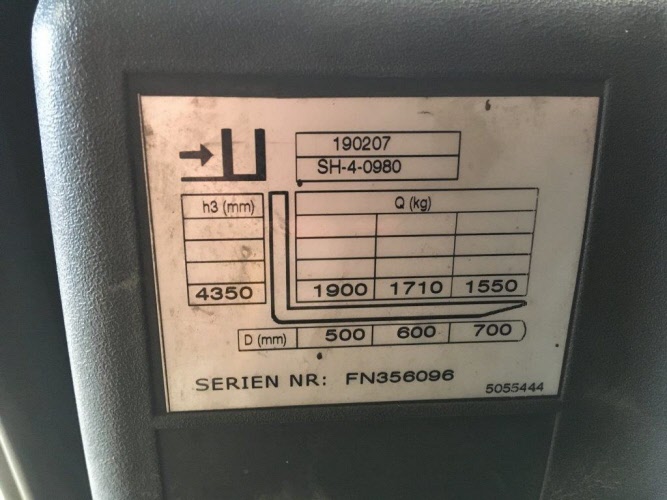 190207
SH-4-0980
h3 (mm) Q (kg)
4350 1900 1710 1550
D (mm) 500 600 700
SERIEN NR: FN356096
5055444